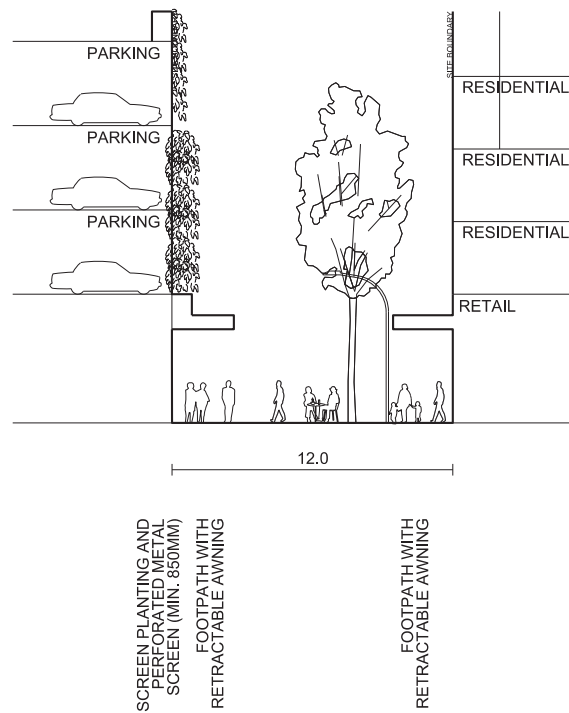 PARKING
SITE BOUNDARY
RESIDENTIAL
PARKING
RESIDENTIAL
PARKING
RESIDENTIAL
RETAIL
12.0
SCREEN PLANTING AND
PERFORATED METAL
SCREEN (MIN. 850MM)
FOOTPATH WITH
RETRACTABLE AWNING
FOOTPATH WITH
RETRACTABLE AWNING